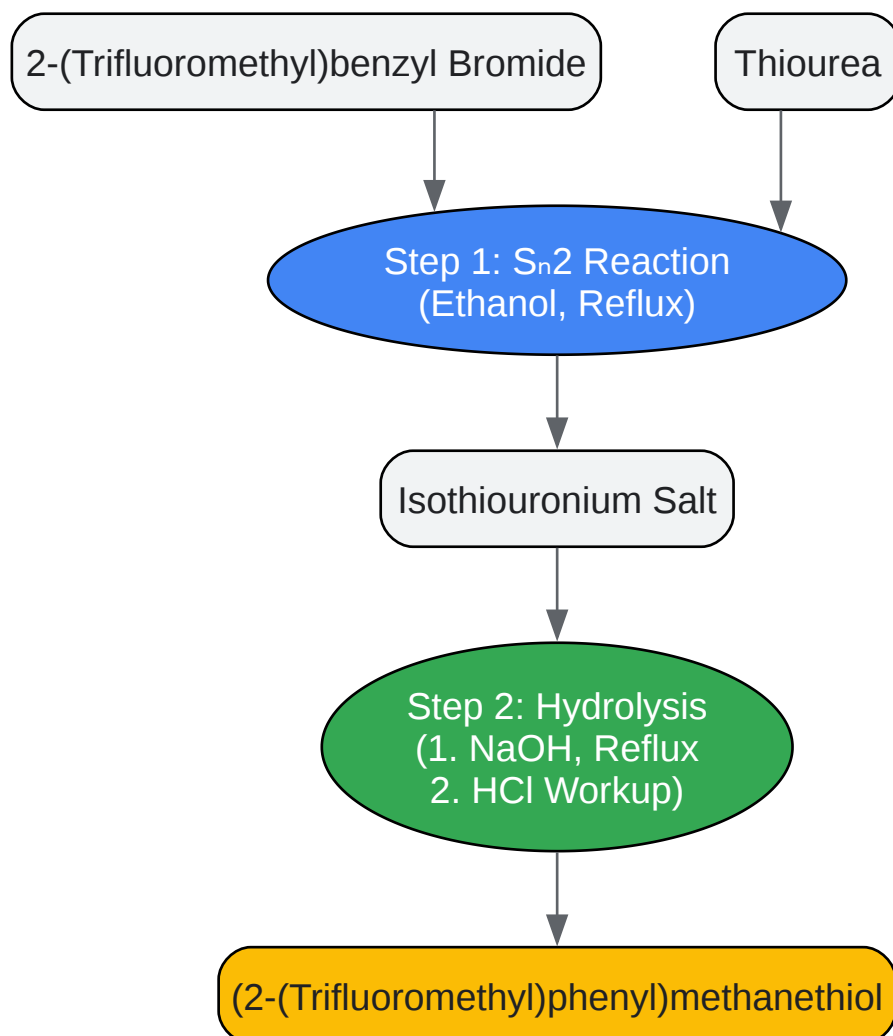 2-(Trifluoromethyl)benzyl Bromide
Thiourea
Step 1: Sₙ2 Reaction
(Ethanol, Reflux)
Isothiouronium Salt
Step 2: Hydrolysis
(1. NaOH, Reflux
2. HCl Workup)
(2-(Trifluoromethyl)phenyl)methanethiol